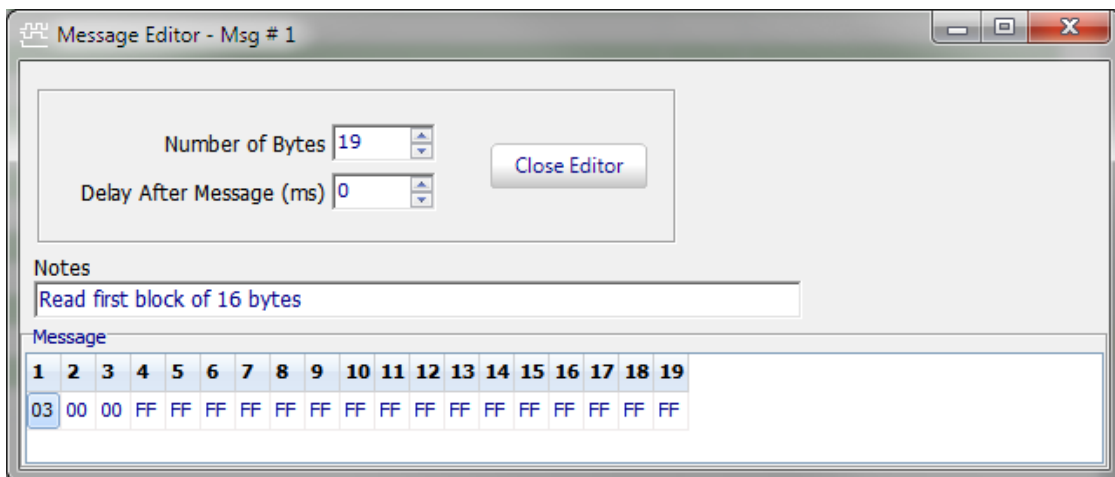 Message Editor - Msg # 1
Number of Bytes 19
Close Editor
Delay After Message (ms) 0
Notes
Read first block of 16 bytes
Message
1 2 3 4 5 6 7 8 9 10 11 12 13 14 15 16 17 18 19
03 00 00 FF FF FF FF FF FF FF FF FF FF FF FF FF FF FF FF